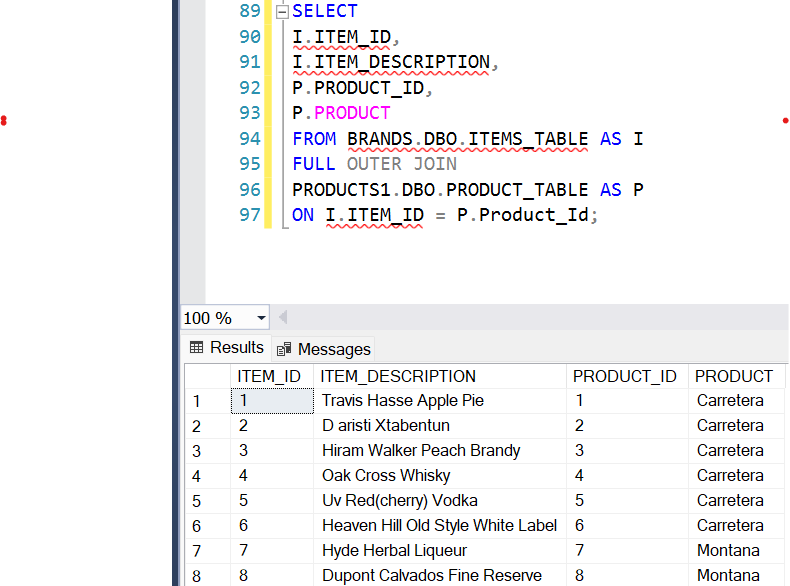 89 SELECT
90 I.ITEM_ID,
91 I.ITEM_DESCRIPTION,
92 P.PRODUCT_ID,
93 P.PRODUCT
94 FROM BRANDS.DBO.ITEMS_TABLE AS I
95 FULL OUTER JOIN
96 PRODUCTS1.DBO.PRODUCT_TABLE AS P
97 ON I.ITEM_ID = P.Product_Id;
100 %
Results Messages
ITEM_ID ITEM_DESCRIPTION PRODUCT_ID PRODUCT
1 1 Travis Hasse Apple Pie 1 Carretera
2 2 D aristi Xtabentun 2 Carretera
3 3 Hiram Walker Peach Brandy 3 Carretera
4 4 Oak Cross Whisky 4 Carretera
5 5 Uv Red(cherry) Vodka 5 Carretera
6 6 Heaven Hill Old Style White Label 6 Carretera
7 7 Hyde Herbal Liqueur 7 Montana
8 8 Dupont Calvados Fine Reserve 8 Montana